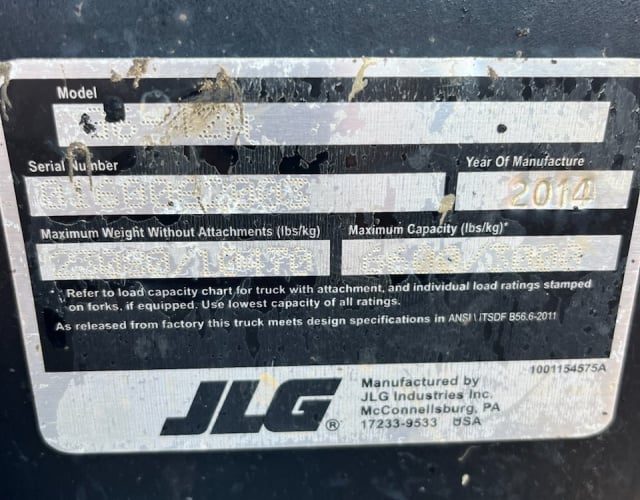 Model
Serial Number
Year Of Manufacture
2014
Maximum Weight Without Attachments (lbs/kg)
Maximum Capacity (lbs/kg)*
Refer to load capacity chart for truck with attachment, and individual load ratings stamped
on forks, if equipped. Use lowest capacity of all ratings.
As released from factory this truck meets design specifications in ANSI \ ITSDF B56.6-2011
1001154575A
JLG®
Manufactured by
JLG Industries Inc.
McConnellsburg, PA
17233-9533 USA